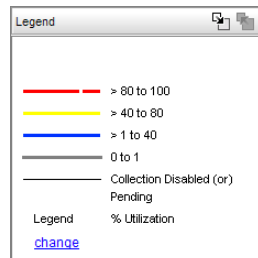 Legend
> 80 to 100
> 40 to 80
> 1 to 40
0 to 1
Collection Disabled (or)
Pending
Legend % Utilization
change